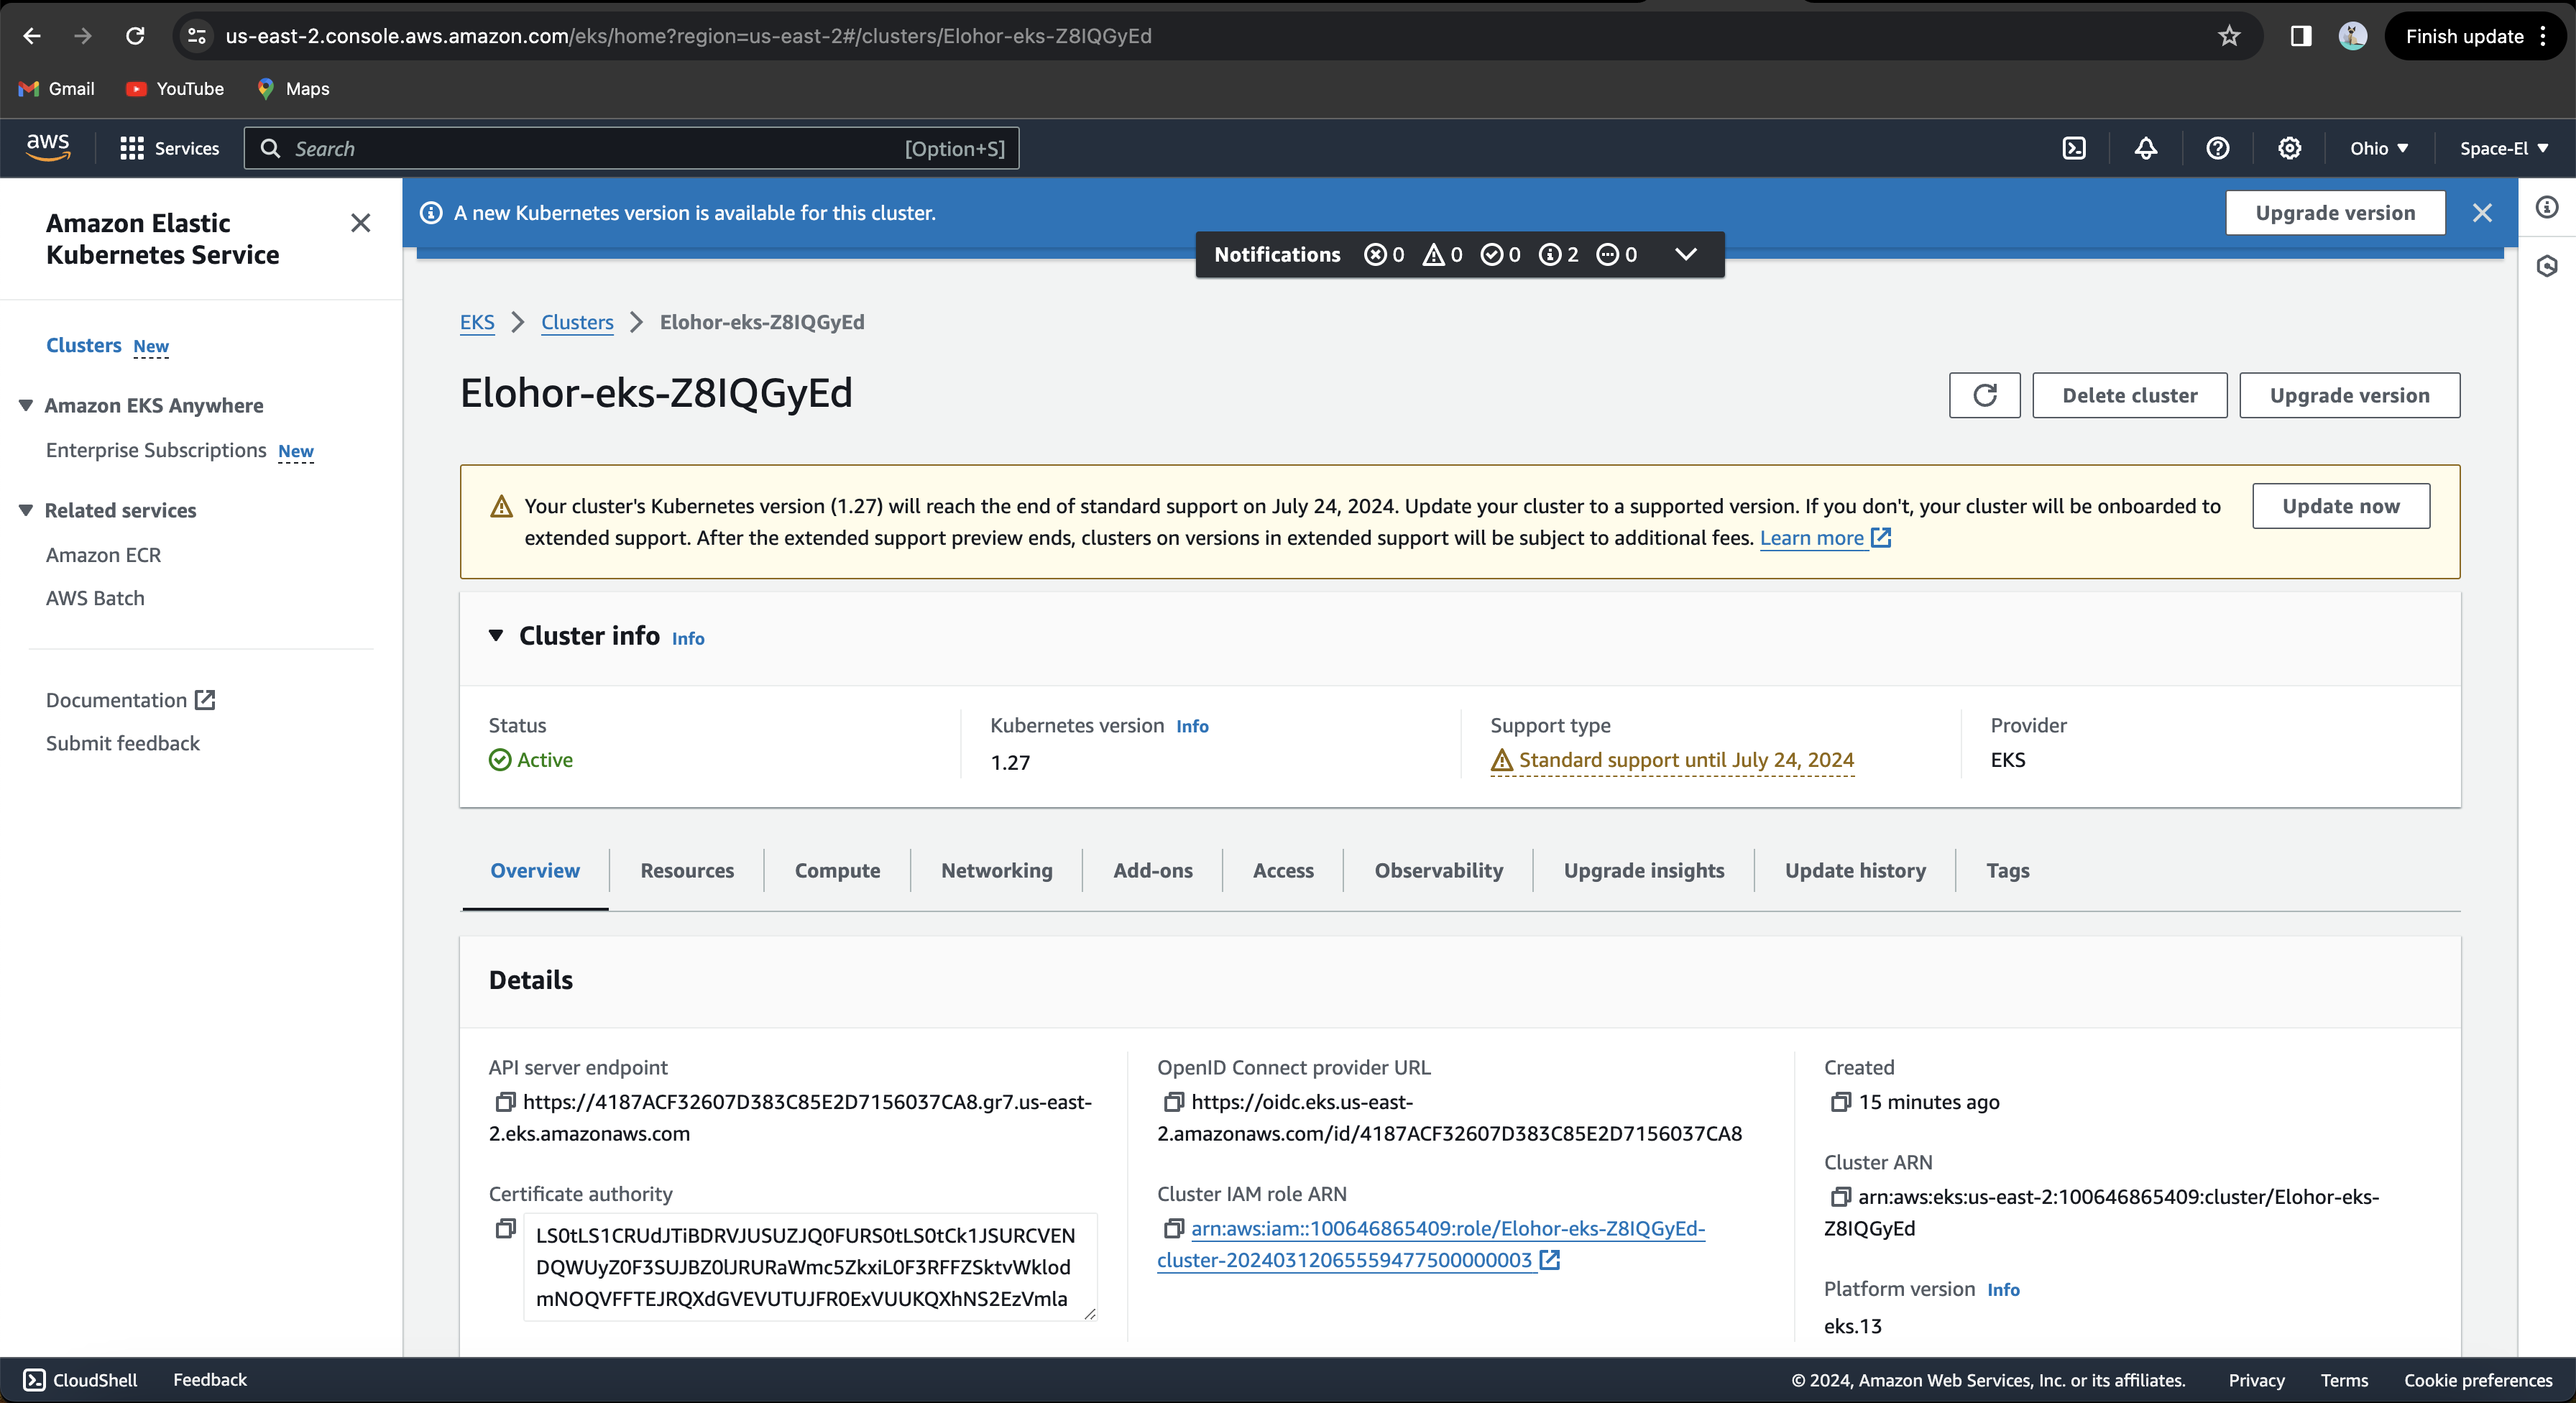 us-east-2.console.aws.amazon.com/eks/home?region=us-east-2#/clusters/Elohor-eks-Z8IQGyEd
Finish update
Gmail
YouTube
Maps
aws
Services
Search
[Option+S]
Ohio
Space-El
Amazon Elastic
Kubernetes Service
Clusters New
Amazon EKS Anywhere
Enterprise Subscriptions New
Related services
Amazon ECR
AWS Batch
Documentation
Submit feedback
A new Kubernetes version is available for this cluster.
Upgrade version
Notifications 0 0 0 2 0
EKS
Clusters
Elohor-eks-Z8IQGyEd
Elohor-eks-Z8IQGyEd
Delete cluster
Upgrade version
Your cluster's Kubernetes version (1.27) will reach the end of standard support on July 24, 2024. Update your cluster to a supported version. If you don't, your cluster will be onboarded to
extended support. After the extended support preview ends, clusters on versions in extended support will be subject to additional fees. Learn more
Update now
Cluster info Info
Status
Active
Kubernetes version Info
1.27
Support type
Standard support until July 24, 2024
Provider
EKS
Overview
Resources
Compute
Networking
Add-ons
Access
Observability
Upgrade insights
Update history
Tags
Details
API server endpoint
https://4187ACF32607D383C85E2D7156037CA8.gr7.us-east-
2.eks.amazonaws.com
Certificate authority
LS0tLS1CRUdJTiBDRVJUSUZJQ0FURS0tLS0tCk1JSURCVEN
DQWUyZ0F3SUJBZ0lJRURaWmc5ZkxiL0F3RFFZSktvWklod
mNOQVFFTEJRQXdGVEVUTUJFR0ExVUUKQXhNS2EzVmla
OpenID Connect provider URL
https://oidc.eks.us-east-
2.amazonaws.com/id/4187ACF32607D383C85E2D7156037CA8
Cluster IAM role ARN
arn:aws:iam::100646865409:role/Elohor-eks-Z8IQGyEd-
cluster-20240312065559477500000003
Created
15 minutes ago
Cluster ARN
arn:aws:eks:us-east-2:100646865409:cluster/Elohor-eks-
Z8IQGyEd
Platform version Info
eks.13
CloudShell
Feedback
© 2024, Amazon Web Services, Inc. or its affiliates.
Privacy
Terms
Cookie preferences